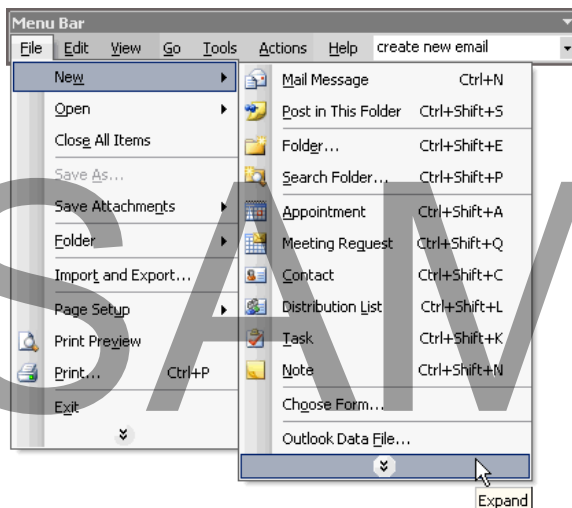 Menu Bar
File Edit View Go Tools Actions Help create new email
New
Open
Close All Items
Save As...
Save Attachments
Folder
Import and Export...
Page Setup
Print Preview
Print... Ctrl+P
Exit
Mail Message Ctrl+N
Post in This Folder Ctrl+Shift+S
Folder... Ctrl+Shift+E
Search Folder... Ctrl+Shift+P
Appointment Ctrl+Shift+A
Meeting Request Ctrl+Shift+Q
Contact Ctrl+Shift+C
Distribution List Ctrl+Shift+L
Task Ctrl+Shift+K
Note Ctrl+Shift+N
Choose Form...
Outlook Data File...
Expand
SAM